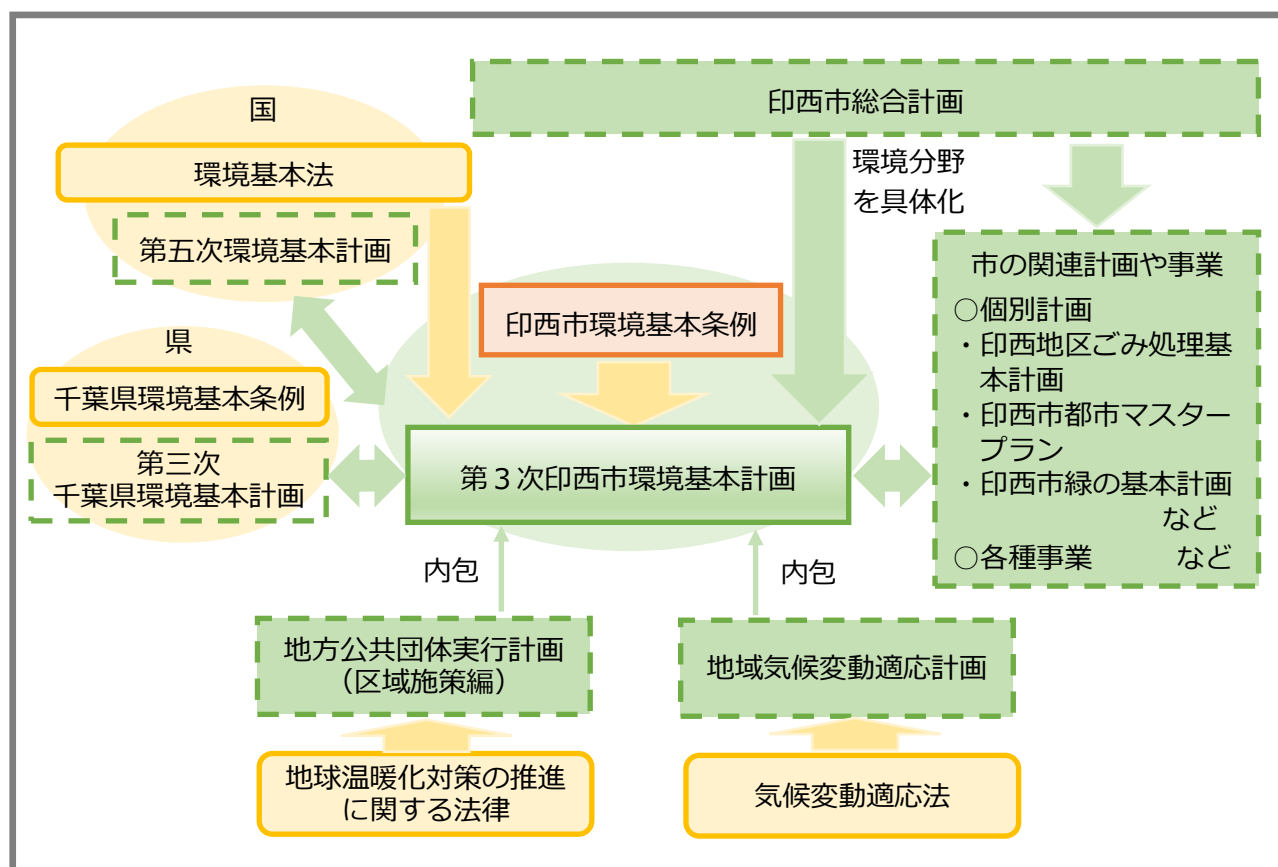 印西市総合計画
国
環境基本法
第五次環境基本計画
環境分野
を具体化
県
千葉県環境基本条例
第三次
千葉県環境基本計画
印西市環境基本条例
第３次印西市環境基本計画
市の関連計画や事業
○個別計画
・印西地区ごみ処理基
本計画
・印西市都市マスター
プラン
・印西市緑の基本計画
など
○各種事業　　　など
内包
内包
地方公共団体実行計画
（区域施策編）
地域気候変動適応計画
地球温暖化対策の推進
に関する法律
気候変動適応法